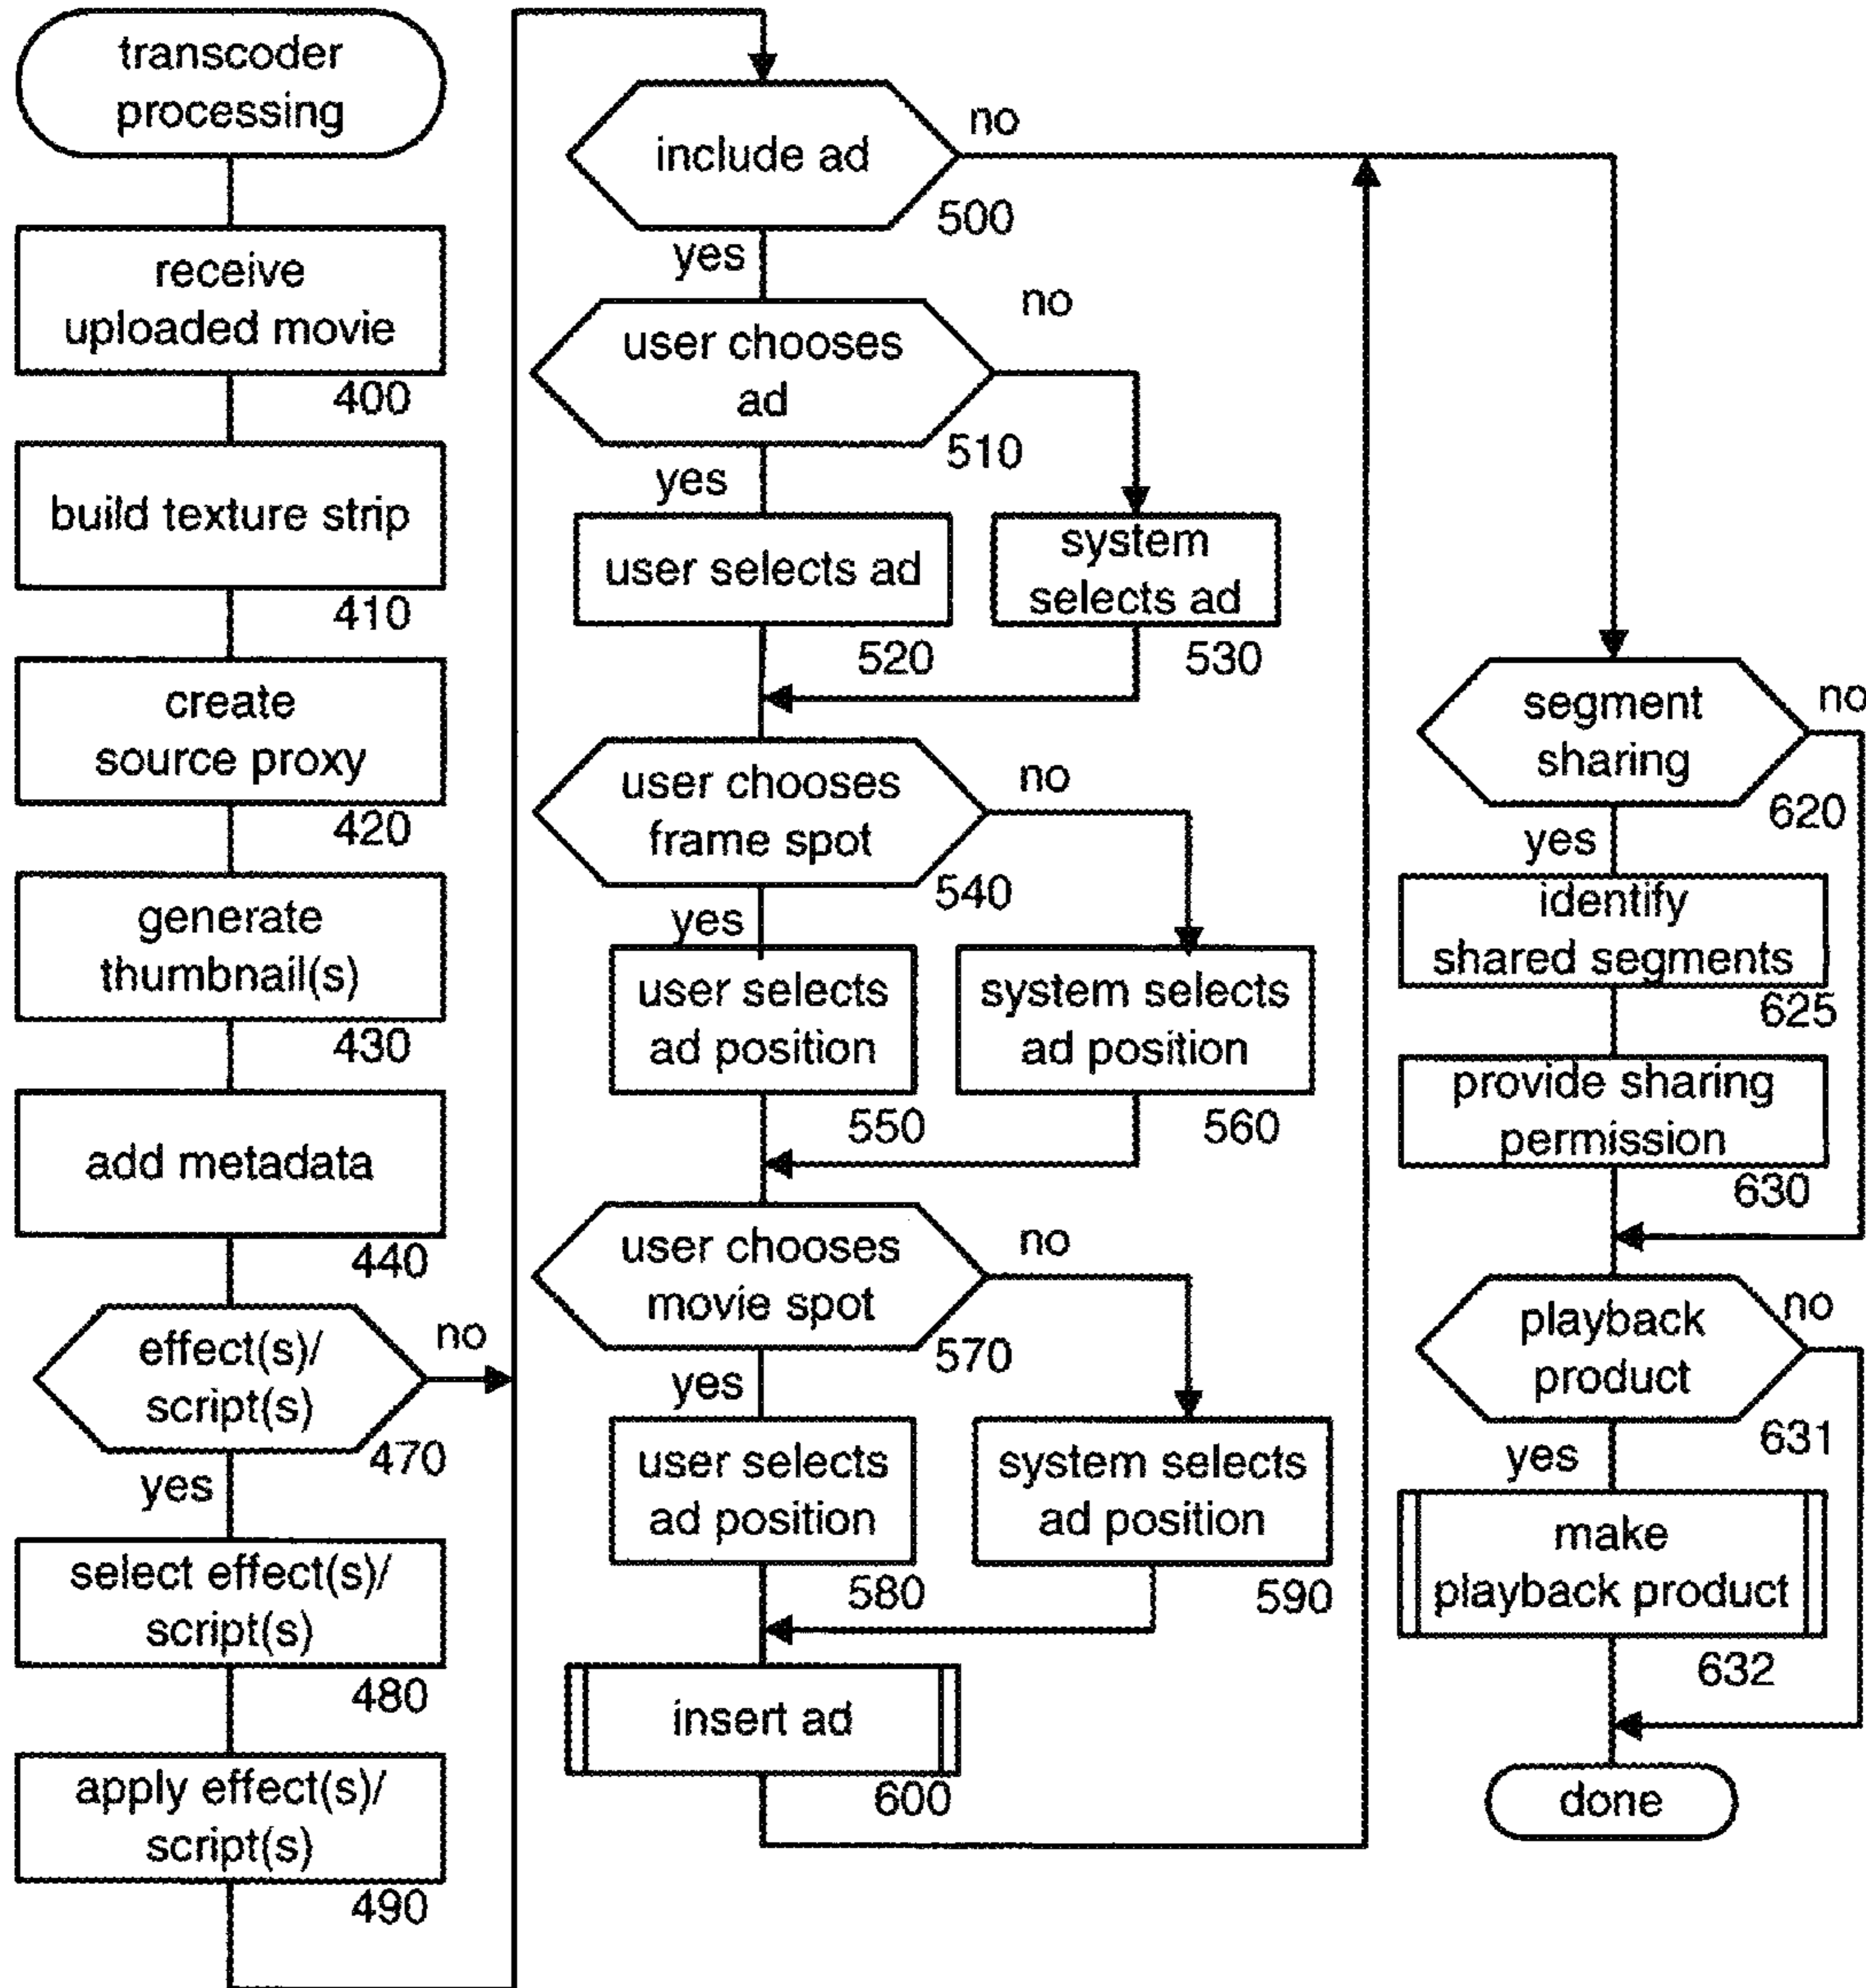 transcoder
processing
receive
uploaded movie
400
build texture strip
410
create
source proxy
420
generate
thumbnail(s)
430
add metadata
440
effect(s)/
script(s)
no
470
yes
select effect(s)/
script(s)
480
apply effect(s)/
script(s)
490
include ad
no
500
yes
user chooses
ad
no
510
yes
user selects ad
520
system
selects ad
530
user chooses
frame spot
no
540
yes
user selects
ad position
550
system selects
ad position
560
user chooses
movie spot
no
570
yes
user selects
ad position
580
system selects
ad position
590
insert ad
600
segment
sharing
no
620
yes
identify
shared segments
625
provide sharing
permission
630
playback
product
no
631
yes
make
playback product
632
done